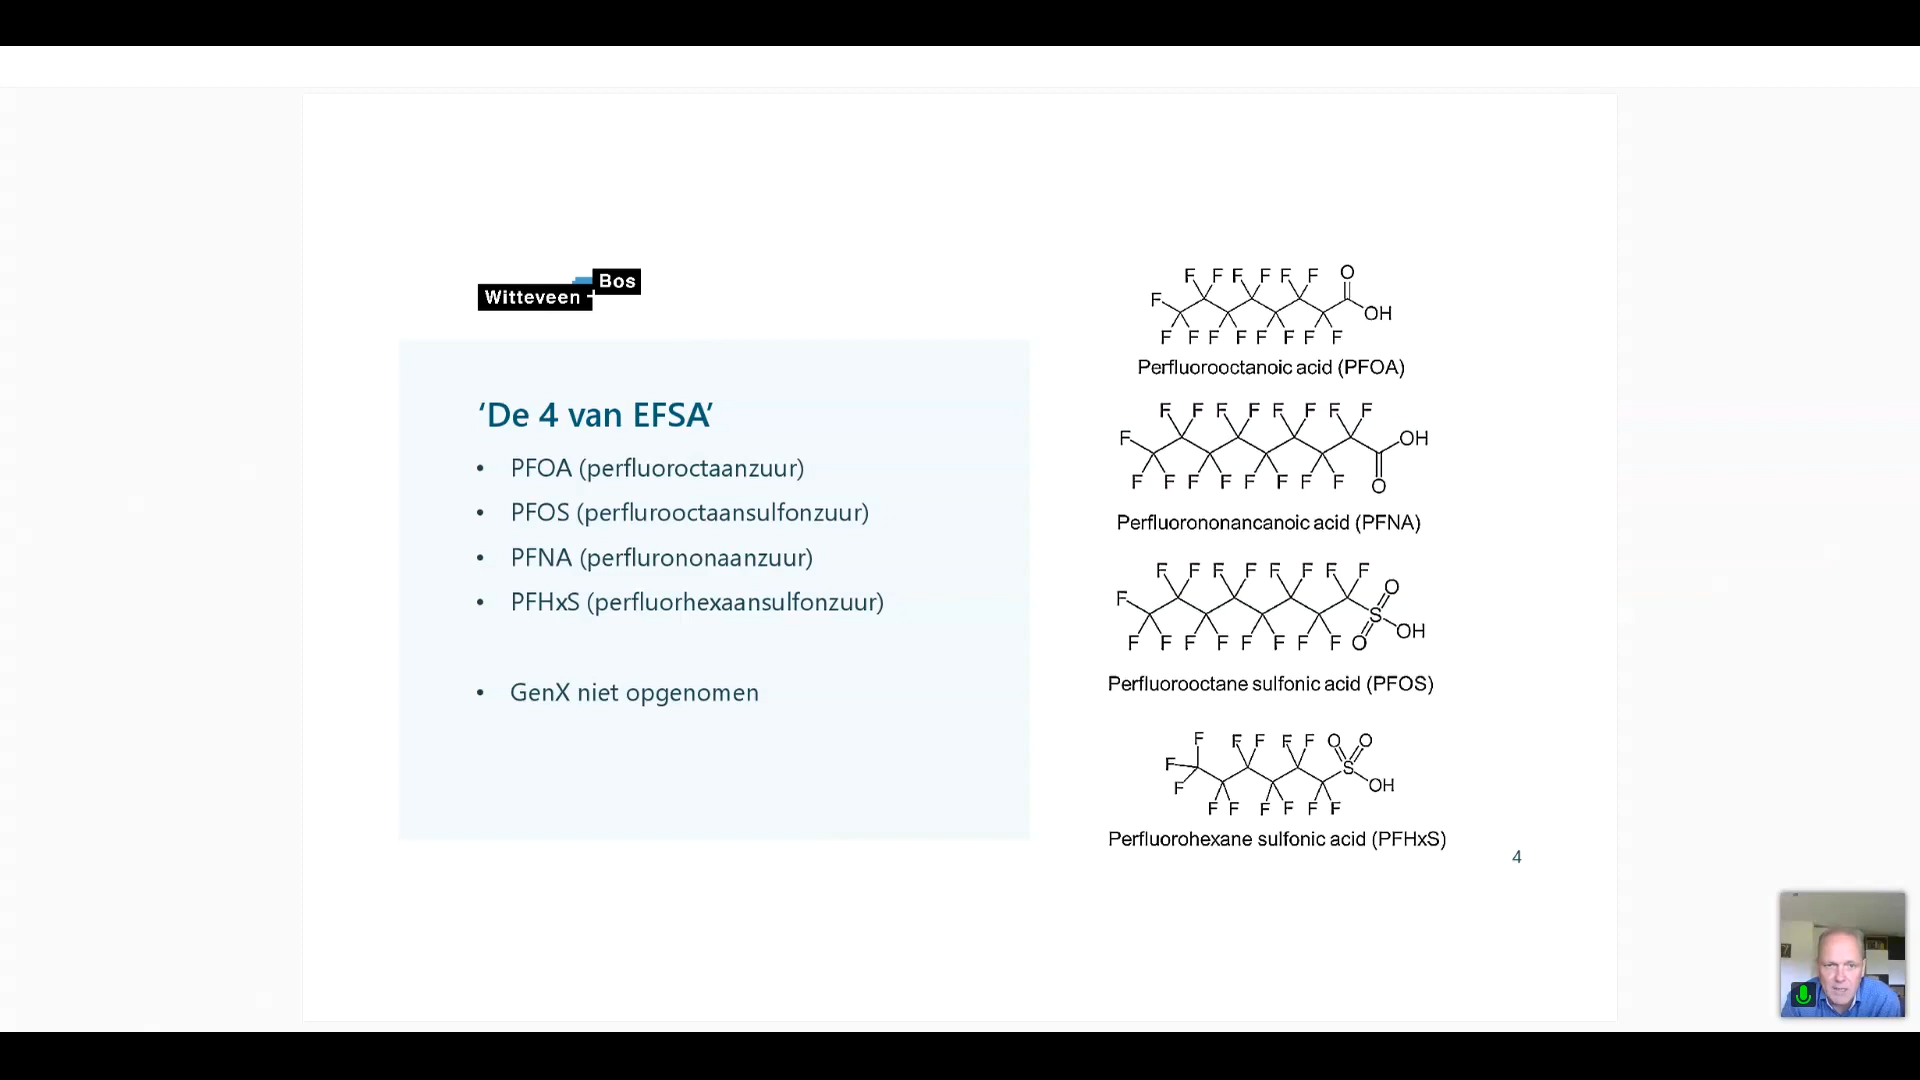 Witteveen + Bos
'De 4 van EFSA'
• PFOA (perfluoroctaanzuur)
• PFOS (perflurooctaansulfonzuur)
• PFNA (perflurononaanzuur)
• PFHxS (perfluorhexaansulfonzuur)
• GenX niet opgenomen
F F F F F F O
F OH
F F F F F F F F
Perfluorooctanoic acid (PFOA)
F F F F F F F F
F OH
F F F F F F F F O
Perfluorononancanoic acid (PFNA)
F F F F F F F F O
F S
OH
F F F F F F F F O
Perfluorooctane sulfonic acid (PFOS)
F F F F F O O
F S
F OH
F F F F F F
Perfluorohexane sulfonic acid (PFHxS)
4